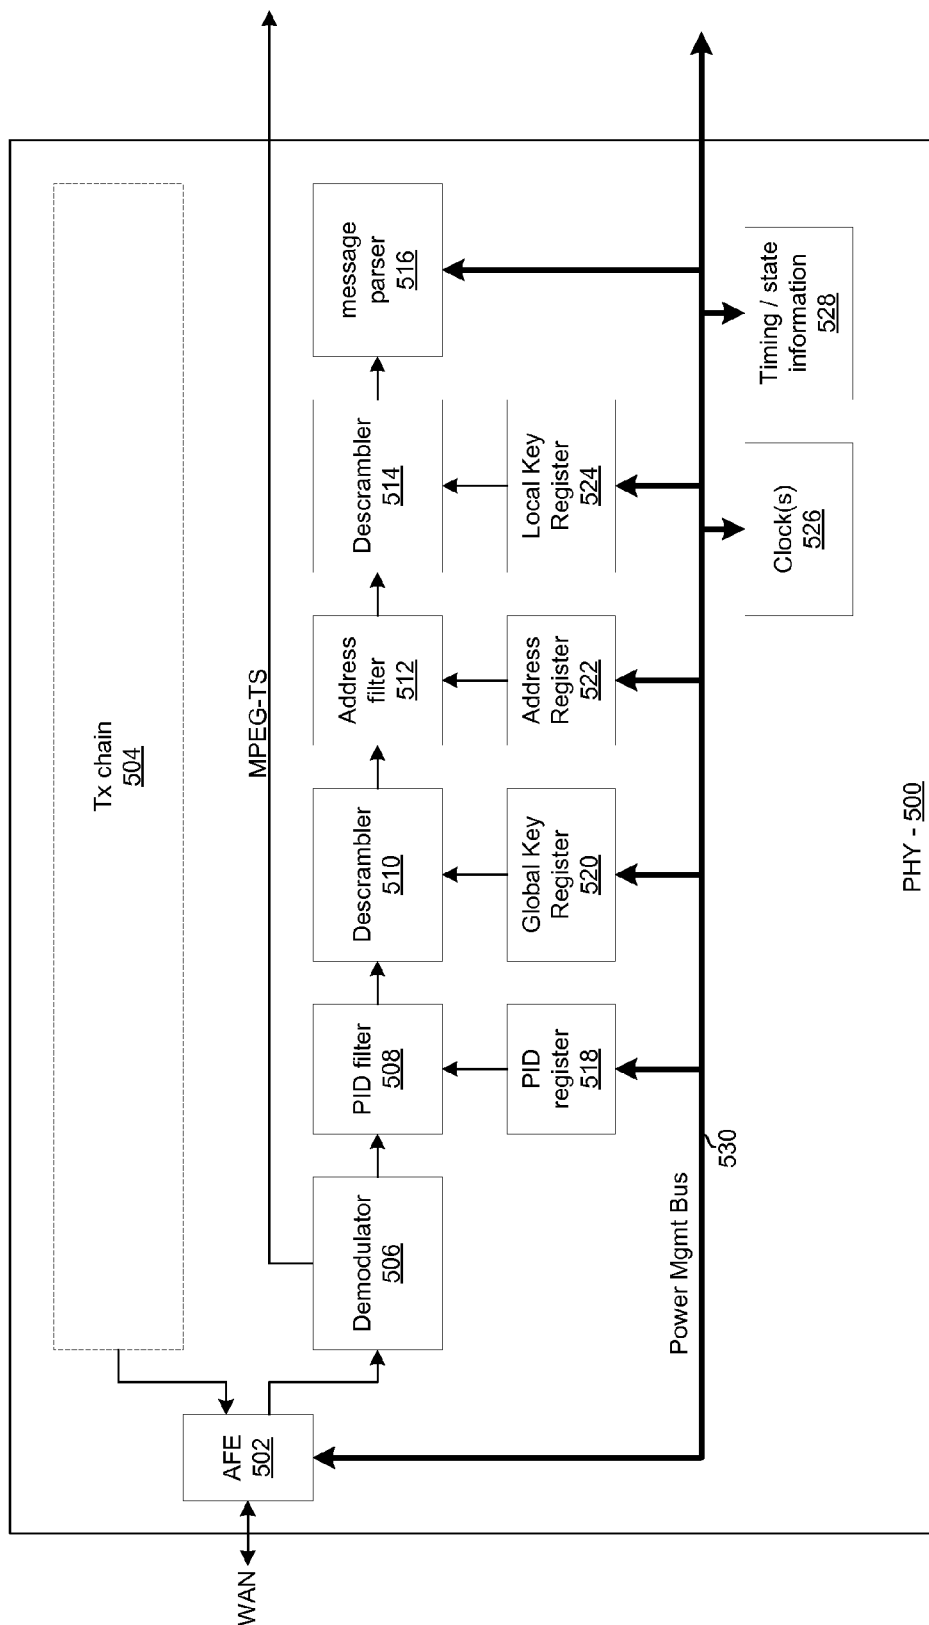 Tx chain
504
MPEG-TS
WAN
AFE
502
Demodulator
506
PID filter
508
Descrambler
510
Address
filter
512
Descrambler
514
message
parser
516
PID
register
518
Global Key
Register
520
Address
Register
522
Local Key
Register
524
Power Mgmt Bus
530
Clock(s)
526
Timing / state
information
528
PHY - 500